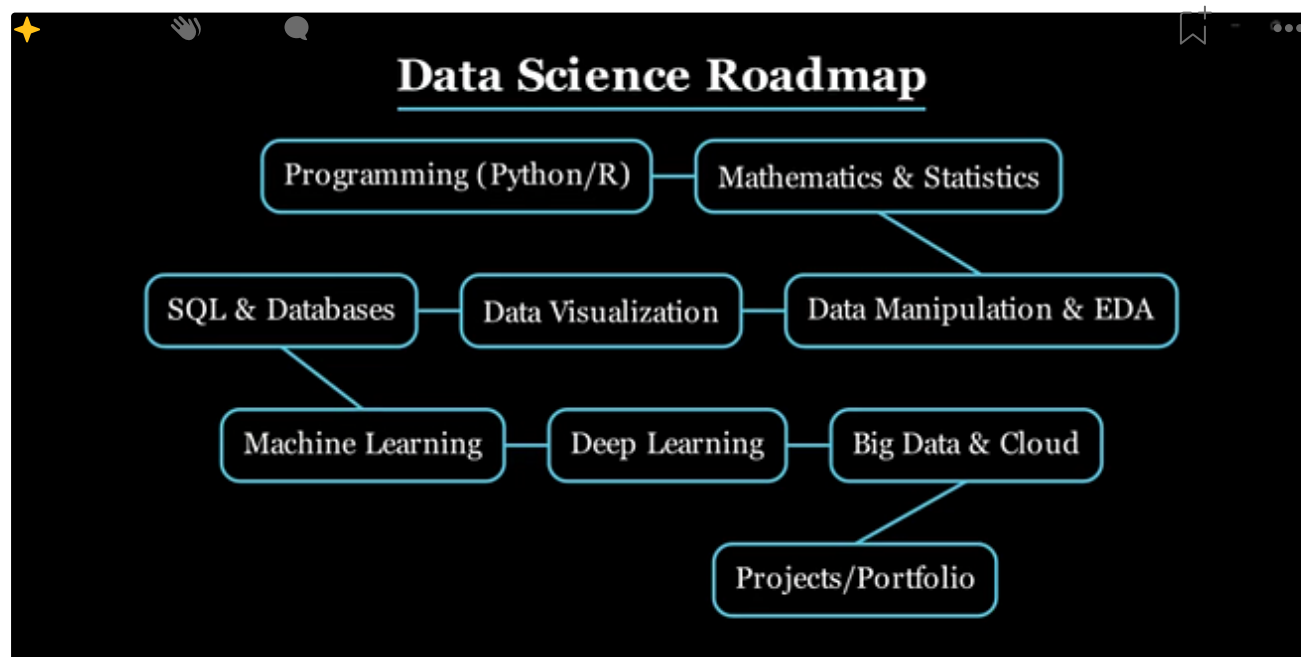 Data Science Roadmap
Programming (Python/R)
Mathematics & Statistics
Data Manipulation & EDA
Data Visualization
SQL & Databases
Machine Learning
Deep Learning
Big Data & Cloud
Projects/Portfolio